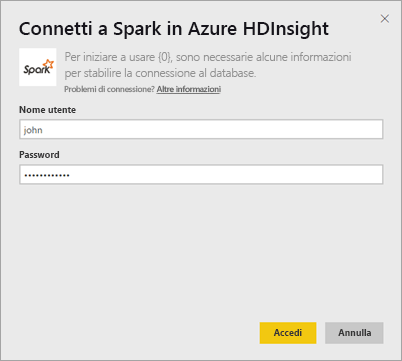 Connetti a Spark in Azure HDInsight
Spark
Per iniziare a usare {0}, sono necessarie alcune informazioni
per stabilire la connessione al database.
Problemi di connessione? Altre informazioni
Nome utente
john
Password
••••••••••••
Accedi
Annulla